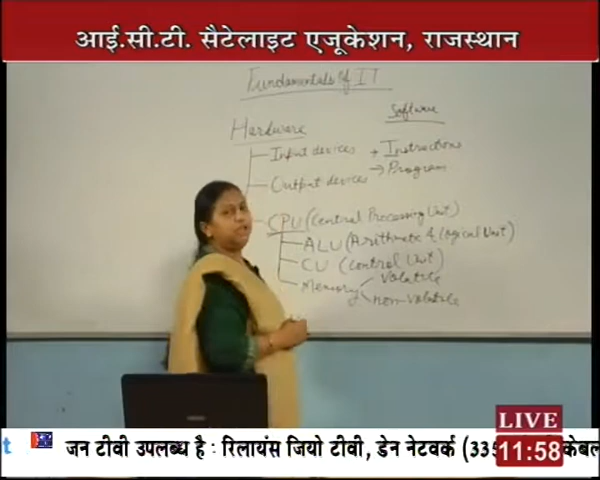 आई.सी.टी. सैटेलाइट एजूकेशन, राजस्थान
Fundamentals of IT
Software
Hardware
Input devices → Instructions
Output devices → Program
CPU (Central Processing Unit)
ALU (Arithmetic & Logical Unit)
CU (Control Unit)
Memory
Volatile
non-volatile
LIVE
t जन टीवी उपलब्ध है : रिलायंस जियो टीवी, डेन नेटवर्क (335 केबल
11:58